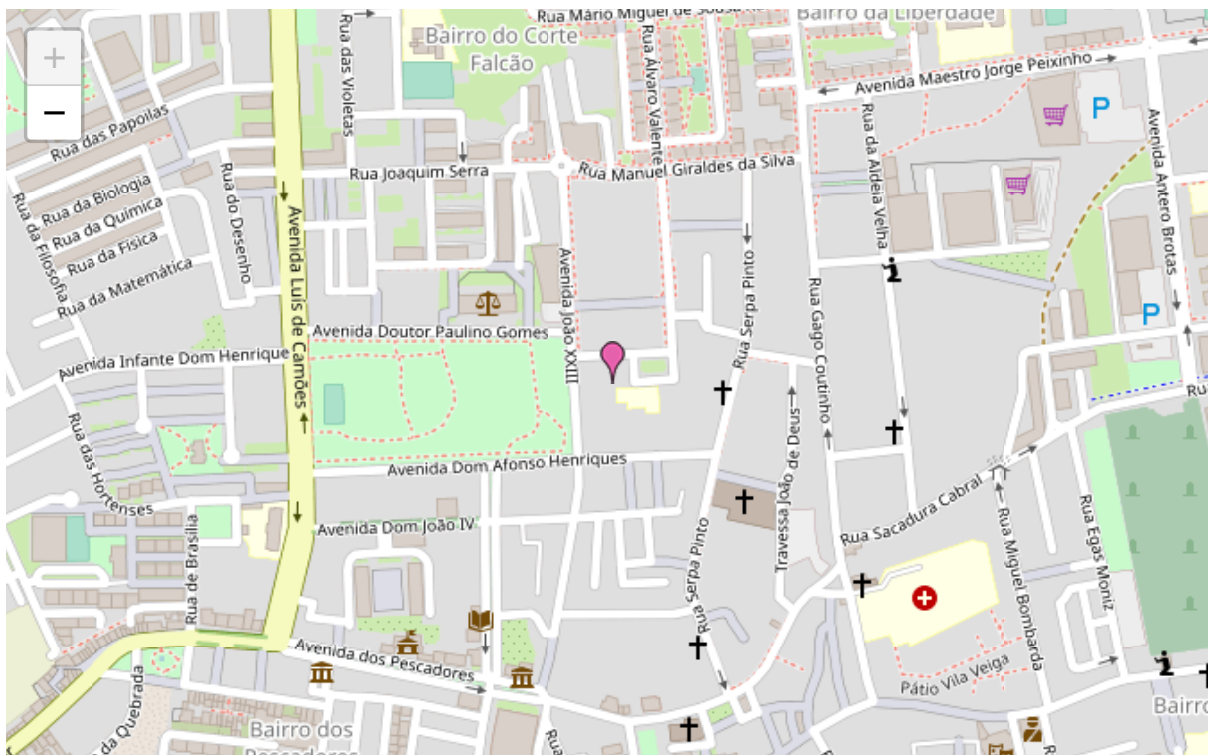 Rua Mário Miguel de Sousa
Bairro da Liberdade
Bairro do Corte
Falcão
Rua das Violetas
Rua Álvaro Valente
Avenida Maestro Jorge Peixinho
+
−
P
Rua das Papoilas
Avenida Antero Brotas
Rua da Aldeia Velha
Rua Joaquim Serra
Rua Manuel Giraldes da Silva
Rua da Biologia
Rua do Desenho
Rua da Química
Rua da Física
Rua da Filosofia
Rua da Matemática
Avenida Luís de Camões
Avenida João XXIII
Rua Serpa Pinto
Rua Gago Coutinho
P
Avenida Doutor Paulino Gomes
Avenida Infante Dom Henrique
Rua das Hortenses
Travessa João de Deus
Avenida Dom Afonso Henriques
Rua Sacadura Cabral
Avenida Dom João IV
Rua de Brasília
Rua Serpa Pinto
Rua Miguel Bombarda
Rua Egas Moniz
Avenida dos Pescadores
Pátio Vila Veiga
Bairro dos
Pescadores
da Quebrada
Bairro
Rua
Rua